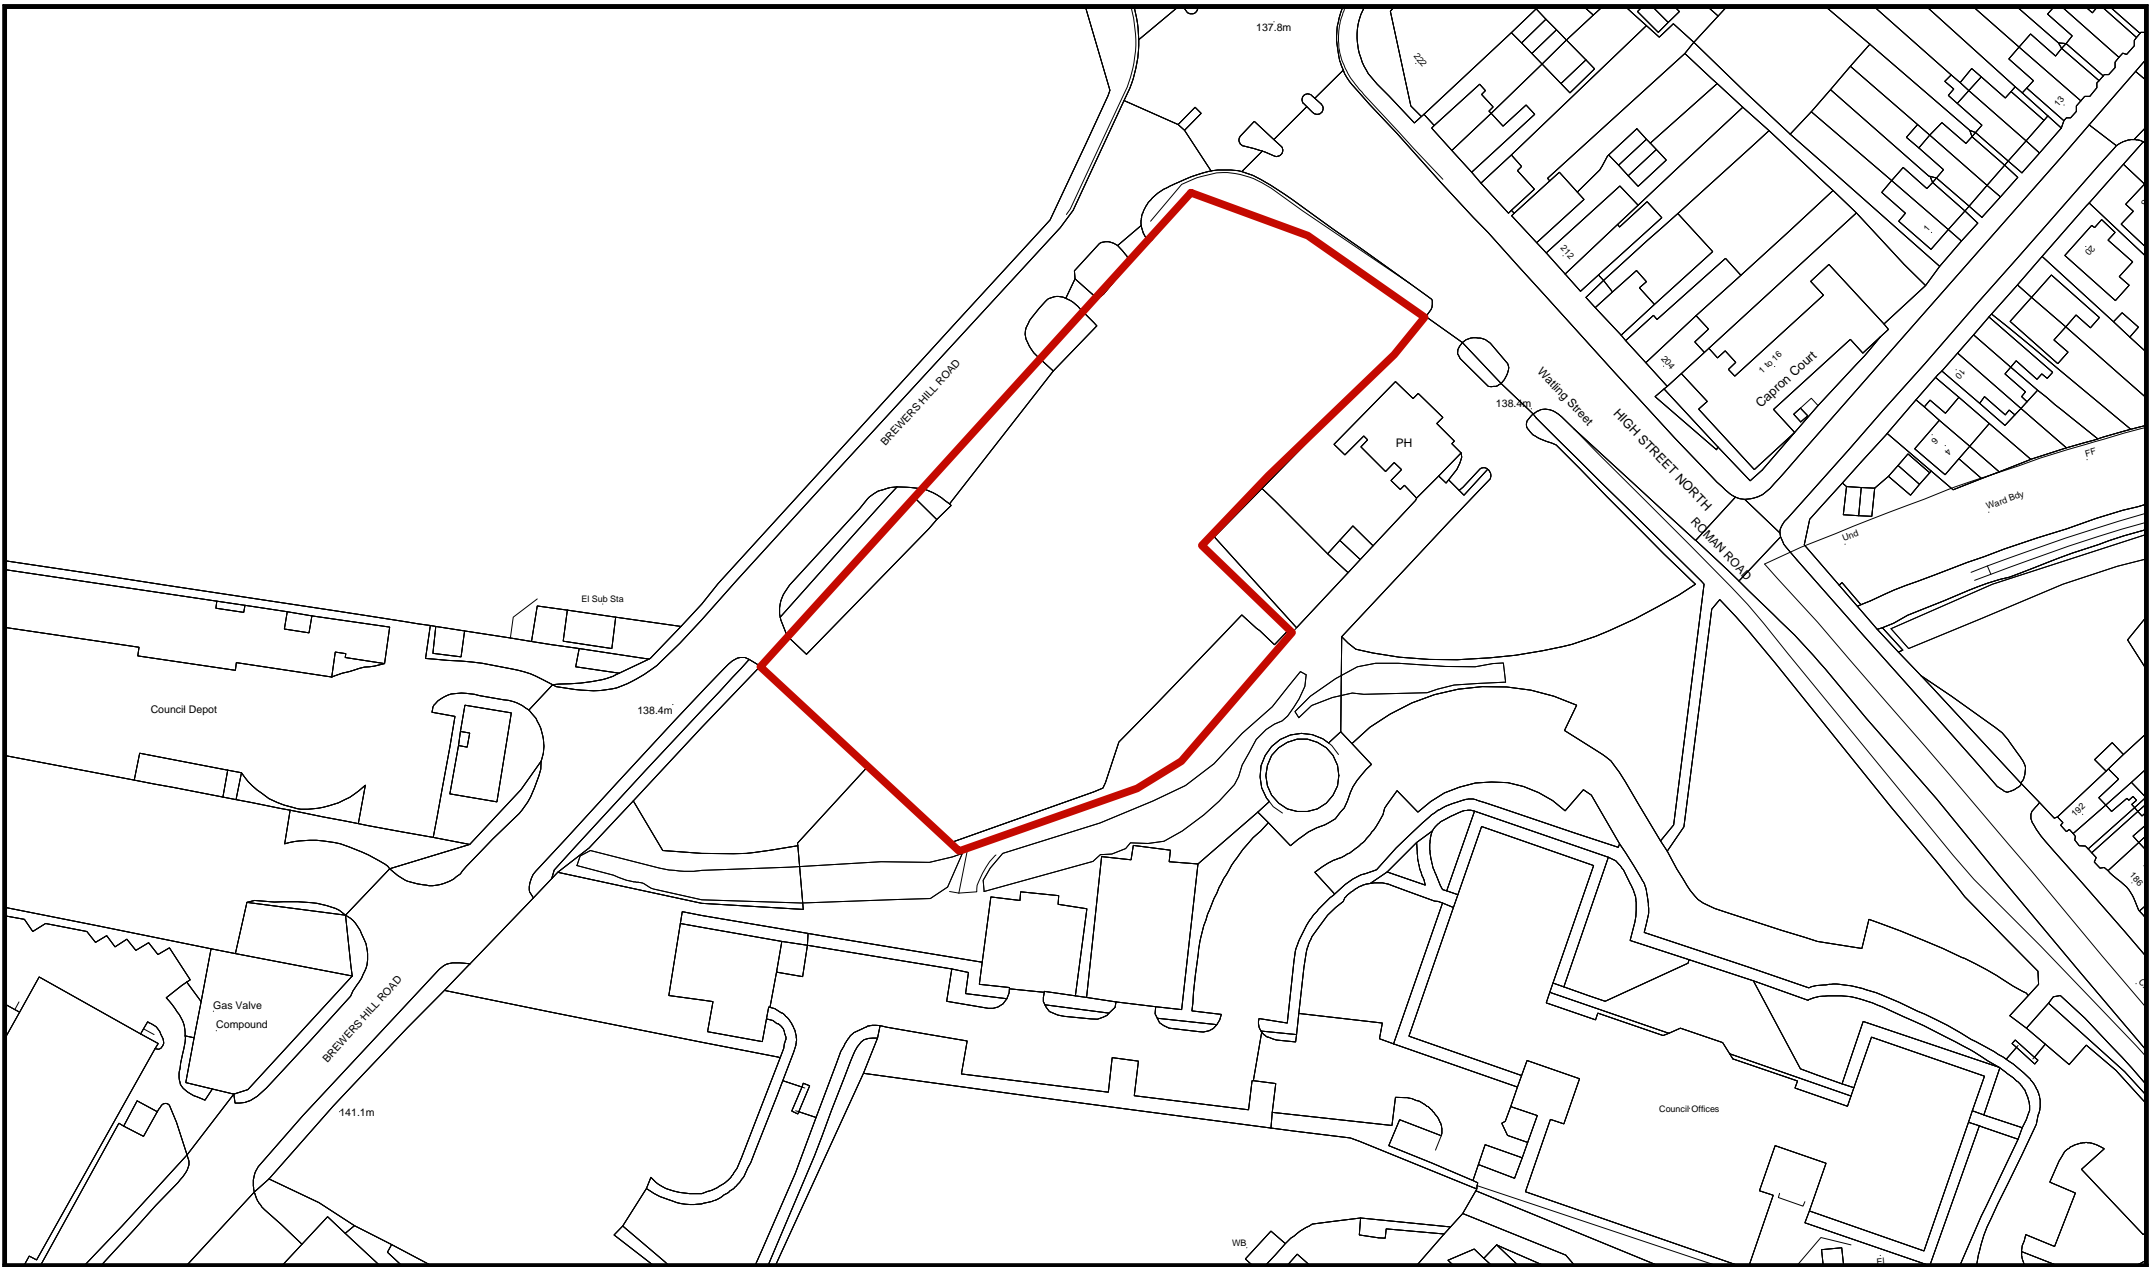 137.8m
222
13
1
20
212
BREWERS HILL ROAD
204
1 to 16
Capron Court
10
Watling Street
138.4m
HIGH STREET NORTH
PH
6
4
FF
Ward Bdy
Und
ROMAN ROAD
El Sub Sta
Council Depot
138.4m
192
186
Gas Valve
Compound
BREWERS HILL ROAD
141.1m
Council Offices
WB
El